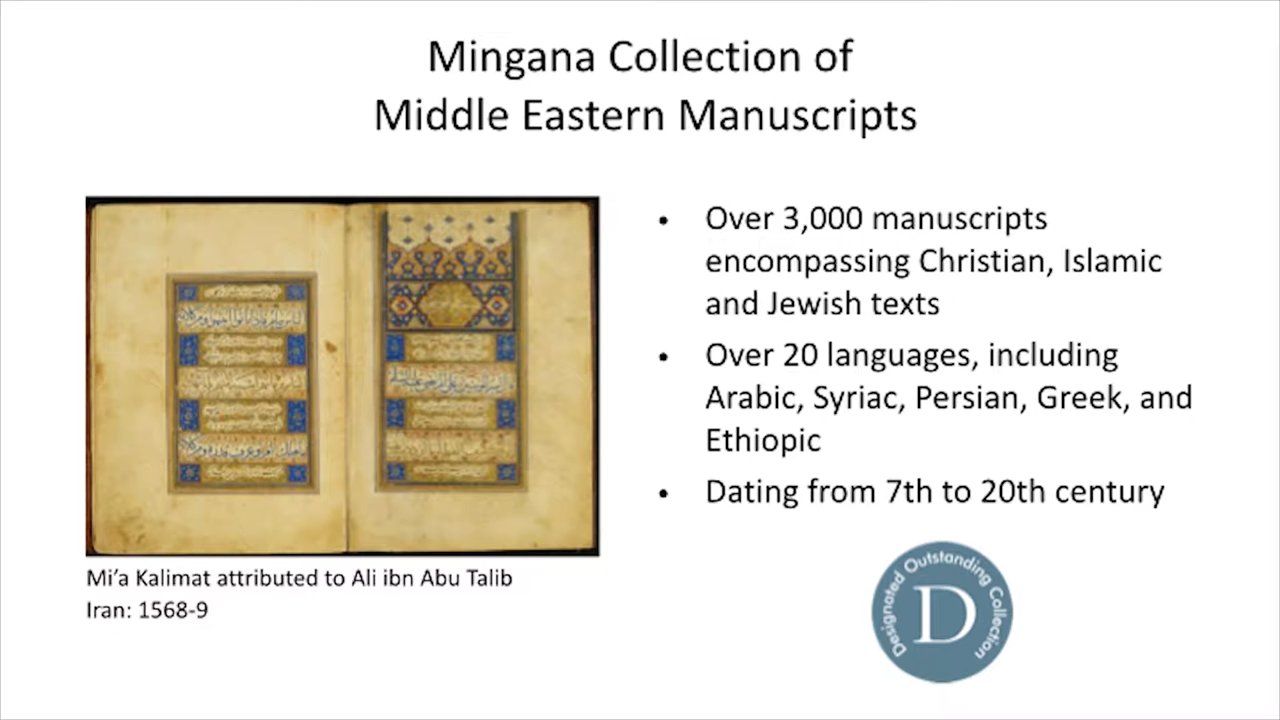 Mingana Collection of
Middle Eastern Manuscripts
• Over 3,000 manuscripts
encompassing Christian, Islamic
and Jewish texts
• Over 20 languages, including
Arabic, Syriac, Persian, Greek, and
Ethiopic
• Dating from 7th to 20th century
Mi’a Kalimat attributed to Ali ibn Abu Talib
Iran: 1568-9
Designated Outstanding Collection
D